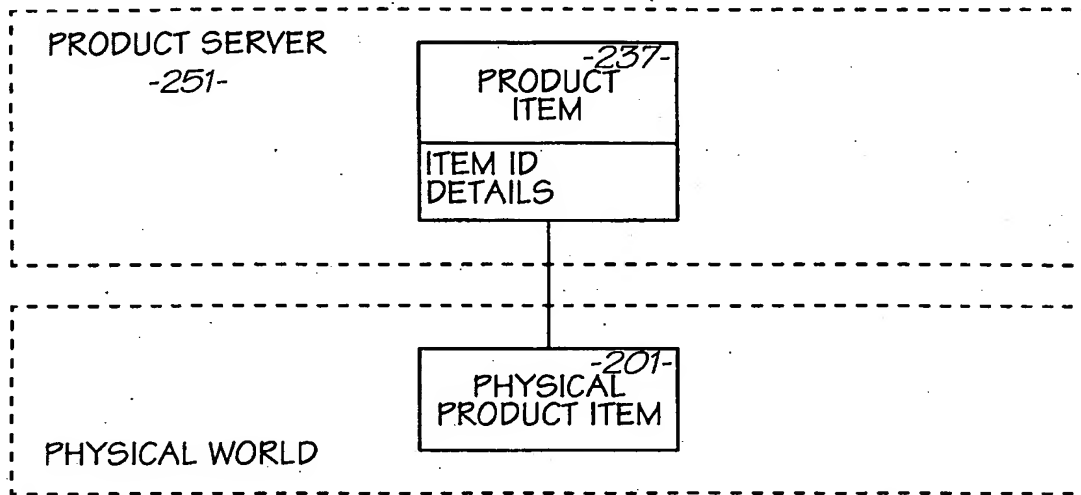 PRODUCT SERVER
-251-
-237-
PRODUCT
ITEM
ITEM ID
DETAILS
-201-
PHYSICAL
PRODUCT ITEM
PHYSICAL WORLD